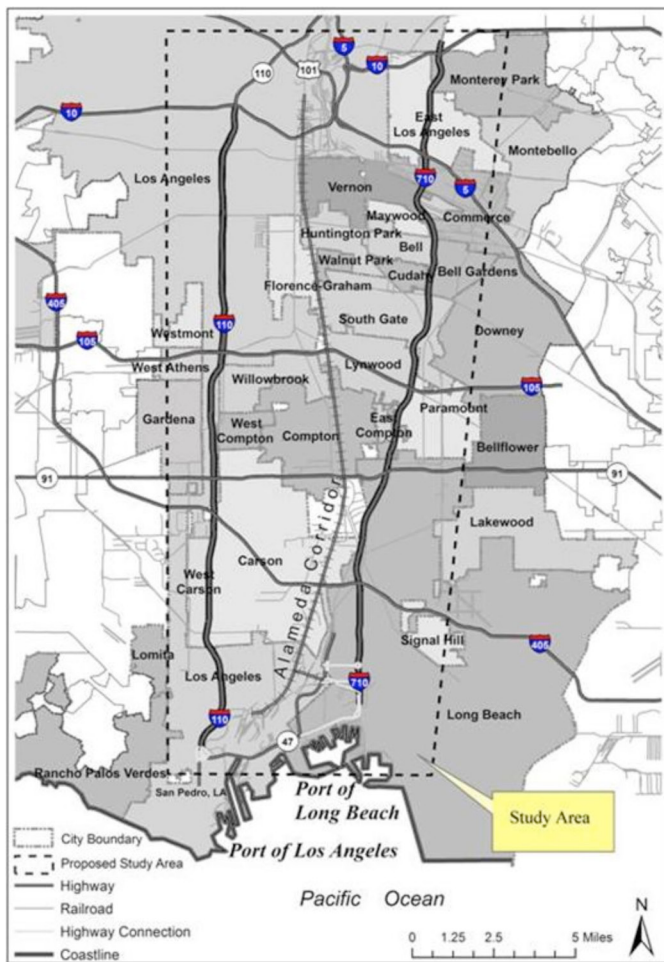 5
10
110
101
Monterey Park
10
East
Los Angeles
Montebello
Los Angeles
Vernon
710
5
Maywood
Commerce
Huntington Park
Bell
Walnut Park
Cudahy
Bell Gardens
Florence-Graham
405
South Gate
110
Westmont
Downey
105
West Athens
Lynwood
Willowbrook
105
Paramount
Gardena
West
Compton
Compton
East
Compton
Bellflower
91
91
Alameda Corridor
Lakewood
Carson
West
Carson
Signal Hill
405
Lomita
Los Angeles
710
110
Long Beach
47
Rancho Palos Verdes
San Pedro, LA
Port of
Long Beach
Study Area
Port of Los Angeles
City Boundary
Proposed Study Area
Highway
Railroad
Highway Connection
Coastline
Pacific Ocean
N
0 1.25 2.5 5 Miles